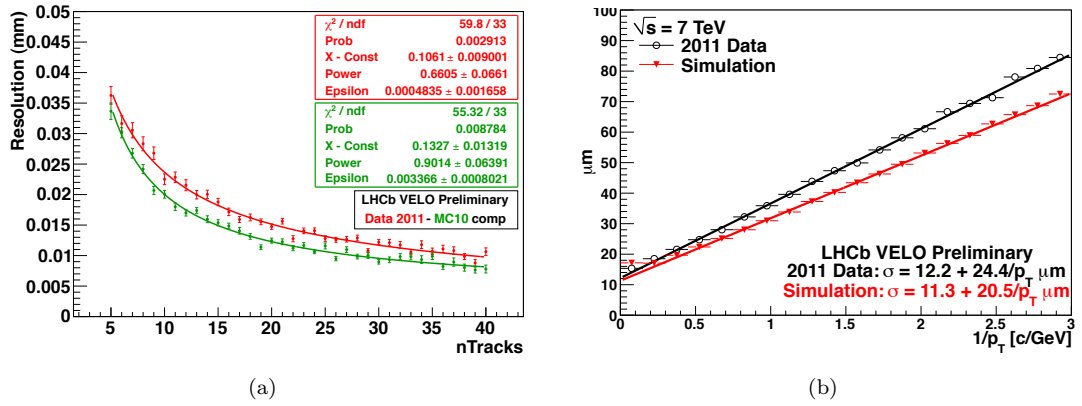 Resolution (mm)
0.05
0.045
0.04
0.035
0.03
0.025
0.02
0.015
0.01
0.005
0
χ² / ndf 59.8 / 33
Prob 0.002913
X - Const 0.1061 ± 0.009001
Power 0.6605 ± 0.0661
Epsilon 0.0004835 ± 0.001658
χ² / ndf 55.32 / 33
Prob 0.008784
X - Const 0.1327 ± 0.01319
Power 0.9014 ± 0.06391
Epsilon 0.003366 ± 0.0008021
LHCb VELO Preliminary
Data 2011 - MC10 comp
0 5 10 15 20 25 30 35 40
nTracks
(a)
μm
100
90
80
70
60
50
40
30
20
10
0
√s = 7 TeV
2011 Data
Simulation
LHCb VELO Preliminary
2011 Data: σ = 12.2 + 24.4/p_T μm
Simulation: σ = 11.3 + 20.5/p_T μm
0 0.5 1 1.5 2 2.5 3
1/p_T [c/GeV]
(b)